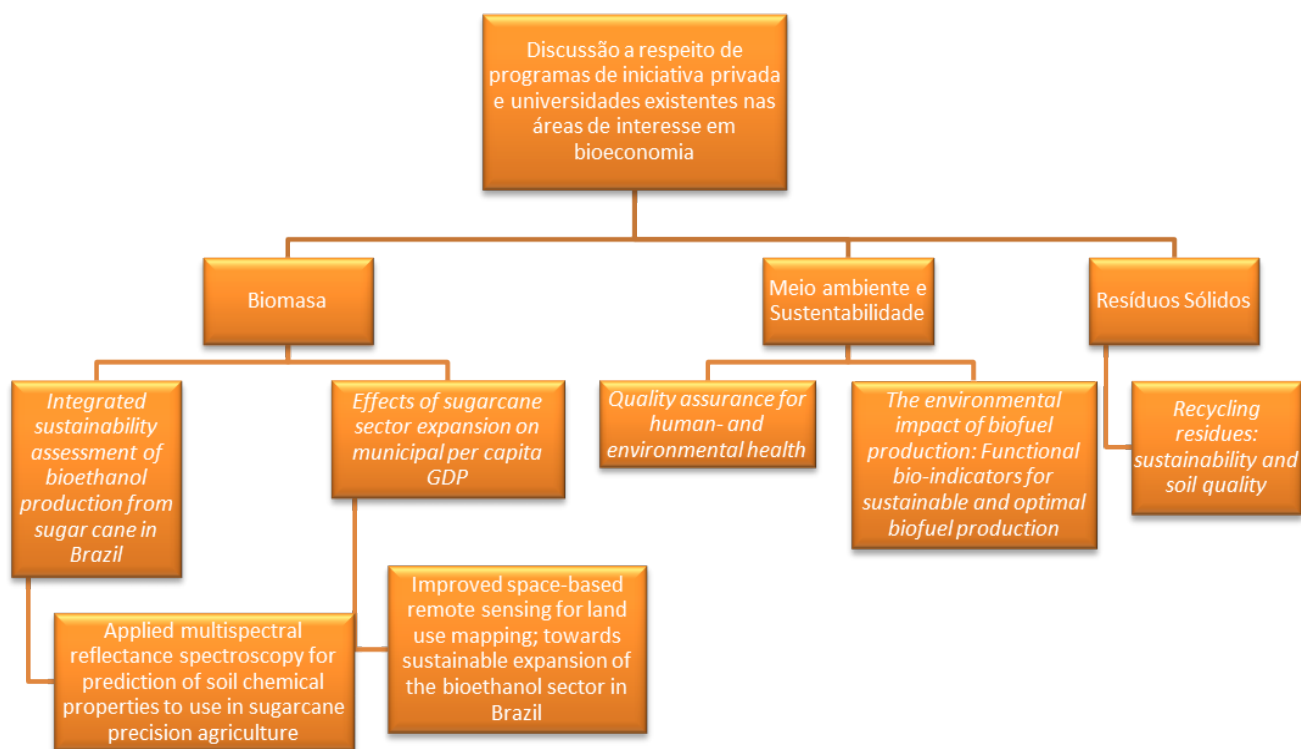 Discussão a respeito de
programas de iniciativa privada
e universidades existentes nas
áreas de interesse em
bioeconomia
Biomasa
Meio ambiente e
Sustentabilidade
Resíduos Sólidos
Integrated
sustainability
assessment of
bioethanol
production from
sugar cane in
Brazil
Effects of sugarcane
sector expansion on
municipal per capita
GDP
Quality assurance for
human- and
environmental health
The environmental
impact of biofuel
production: Functional
bio-indicators for
sustainable and optimal
biofuel production
Recycling
residues:
sustainability and
soil quality
Applied multispectral
reflectance spectroscopy for
prediction of soil chemical
properties to use in sugarcane
precision agriculture
Improved space-based
remote sensing for land
use mapping; towards
sustainable expansion of
the bioethanol sector in
Brazil